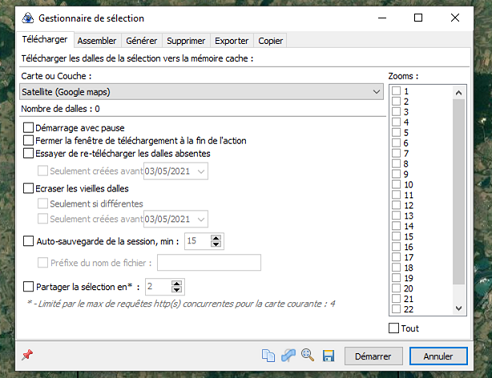 Gestionnaire de sélection
Télécharger Assembler Générer Supprimer Exporter Copier
Télécharger les dalles de la sélection vers la mémoire cache :
Carte ou Couche :
Satellite (Google maps)
Nombre de dalles : 0
Démarrage avec pause
Fermer la fenêtre de téléchargement à la fin de l'action
Essayer de re-télécharger les dalles absentes
Seulement créées avant 03/05/2021
Ecraser les vieilles dalles
Seulement si différentes
Seulement créées avant 03/05/2021
Auto-sauvegarde de la session, min : 15
Préfixe du nom de fichier :
Partager la sélection en* : 2
* - Limité par le max de requêtes http(s) concurrentes pour la carte courante : 4
Zooms :
1
2
3
4
5
6
7
8
9
10
11
12
13
14
15
16
17
18
19
20
21
22
Tout
Démarrer
Annuler